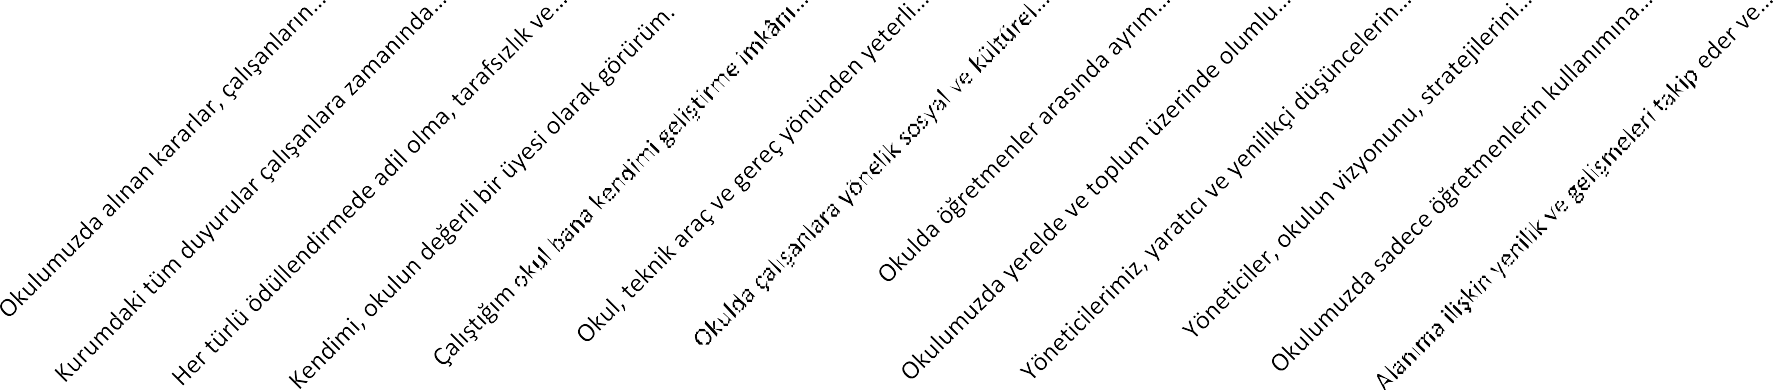 Okulumuzda alınan kararlar, çalışanların...
Kurumdaki tüm duyurular çalışanlara zamanında...
Her türlü ödüllendirmede adil olma, tarafsızlık ve...
Kendimi, okulun değerli bir üyesi olarak görürüm.
Çalıştığım okul bana kendimi geliştirme imkânı...
Okul, teknik araç ve gereç yönünden yeterli...
Okulda çalışanlara yönelik sosyal ve kültürel...
Okulda öğretmenler arasında ayrım...
Okulumuzda yerelde ve toplum üzerinde olumlu...
Yöneticilerimiz, yaratıcı ve yenilikçi düşüncelerin...
Yöneticiler, okulun vizyonunu, stratejilerini...
Okulumuzda sadece öğretmenlerin kullanımına...
Alanıma ilişkin yenilik ve gelişmeleri takip eder ve...